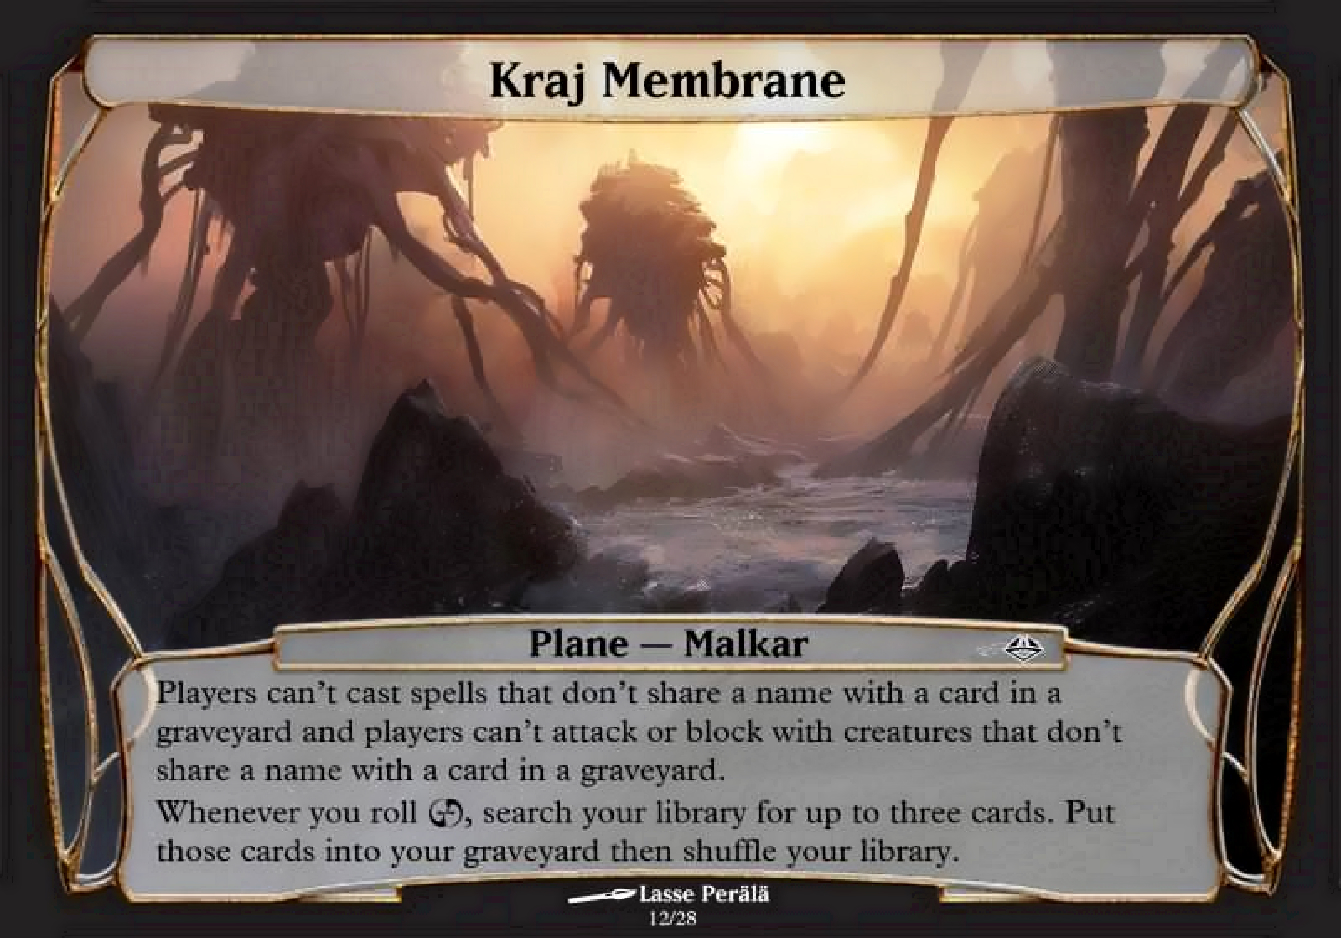 Kraj Membrane
Plane — Malkar
Players can't cast spells that don't share a name with a card in a
graveyard and players can't attack or block with creatures that don't
share a name with a card in a graveyard.
Whenever you roll , search your library for up to three cards. Put
those cards into your graveyard then shuffle your library.
Lasse Perälä
12/28